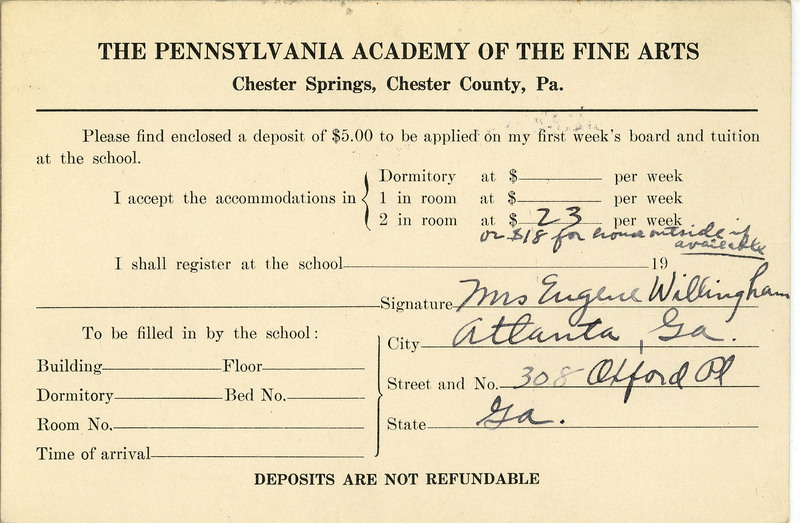 THE PENNSYLVANIA ACADEMY OF THE FINE ARTS
Chester Springs, Chester County, Pa.
Please find enclosed a deposit of $5.00 to be applied on my first week's board and tuition
at the school.
I accept the accommodations in
Dormitory at $ per week
1 in room at $ per week
2 in room at $ 23 per week
or $18 for house outside if
available
I shall register at the school 19
Signature Mrs Eugene Willingham
City Atlanta, Ga.
Street and No. 308 Oxford Pl
State Ga.
To be filled in by the school:
Building Floor
Dormitory Bed No.
Room No.
Time of arrival
DEPOSITS ARE NOT REFUNDABLE